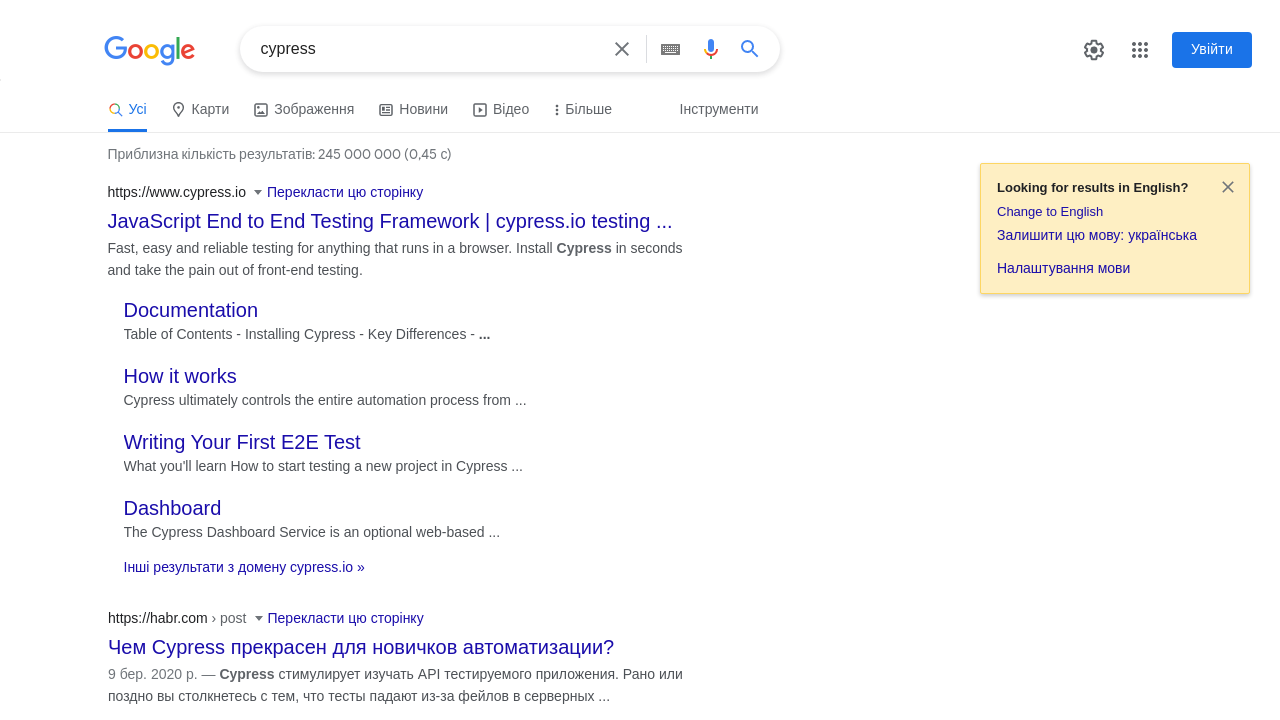 Google
cypress
Увійти
Усі
Карти
Зображення
Новини
Відео
Більше
Інструменти
Приблизна кількість результатів: 245 000 000 (0,45 с)
https://www.cypress.io Перекласти цю сторінку
JavaScript End to End Testing Framework | cypress.io testing ...
Fast, easy and reliable testing for anything that runs in a browser. Install Cypress in seconds
and take the pain out of front-end testing.
Documentation
Table of Contents - Installing Cypress - Key Differences - ...
How it works
Cypress ultimately controls the entire automation process from ...
Writing Your First E2E Test
What you'll learn How to start testing a new project in Cypress ...
Dashboard
The Cypress Dashboard Service is an optional web-based ...
Інші результати з домену cypress.io »
https://habr.com › post Перекласти цю сторінку
Чем Cypress прекрасен для новичков автоматизации?
9 бер. 2020 р. — Cypress стимулирует изучать API тестируемого приложения. Рано или
поздно вы столкнетесь с тем, что тесты падают из-за фейлов в серверных ...
Looking for results in English?
Change to English
Залишити цю мову: українська
Налаштування мови